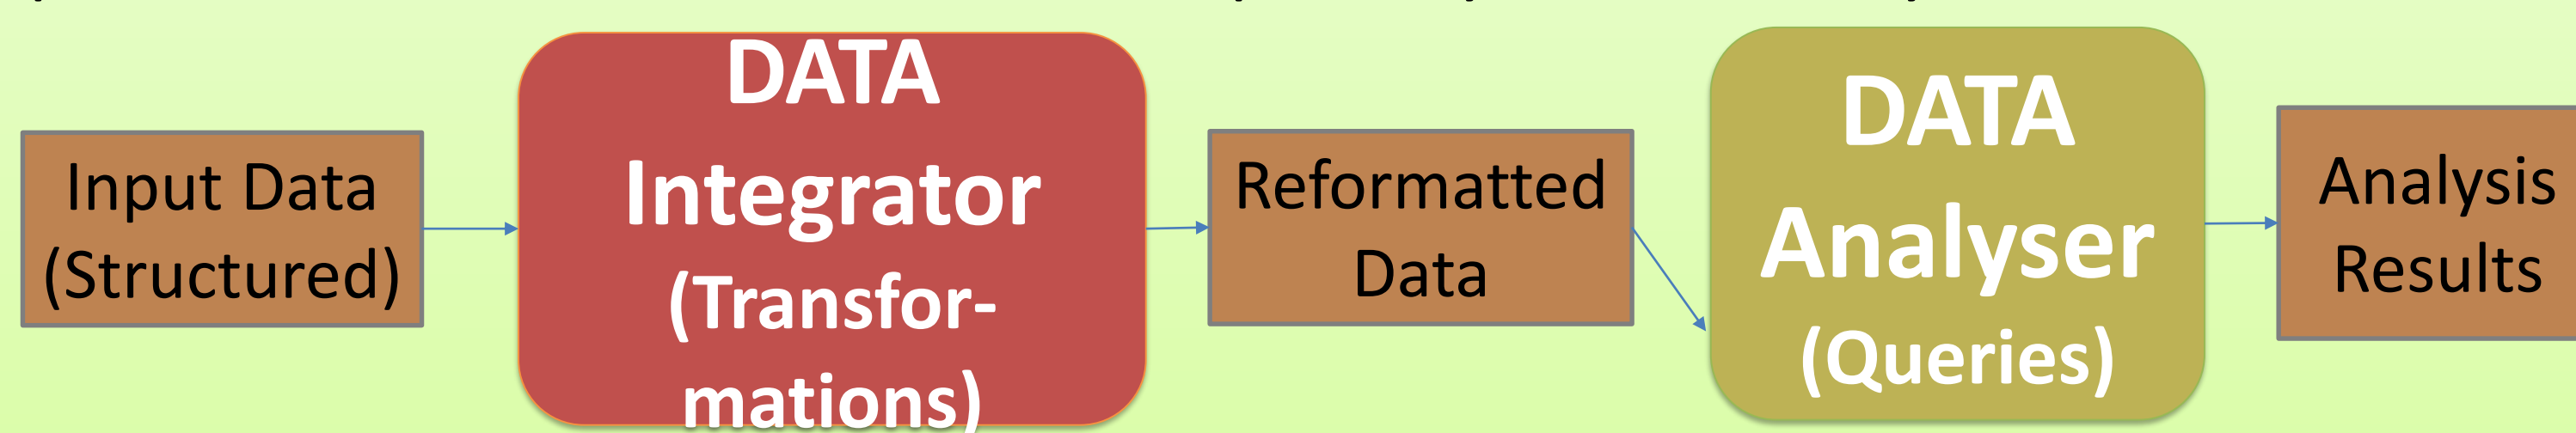 Input Data
(Structured)
DATA
Integrator
(Transfor-
mations)
Reformatted
Data
DATA
Analyser
(Queries)
Analysis
Results